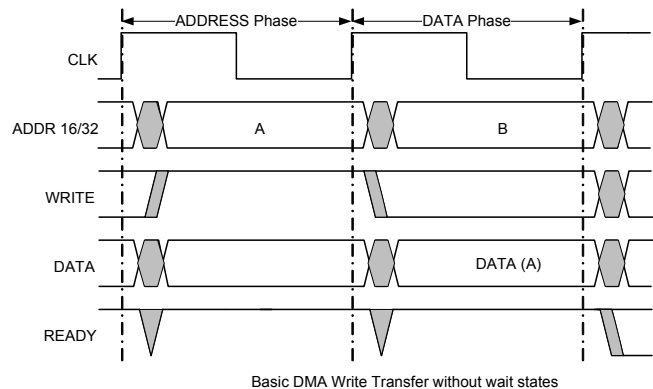 ADDRESS Phase DATA Phase
CLK
ADDR 16/32 A B
WRITE
DATA DATA (A)
READY
Basic DMA Write Transfer without wait states